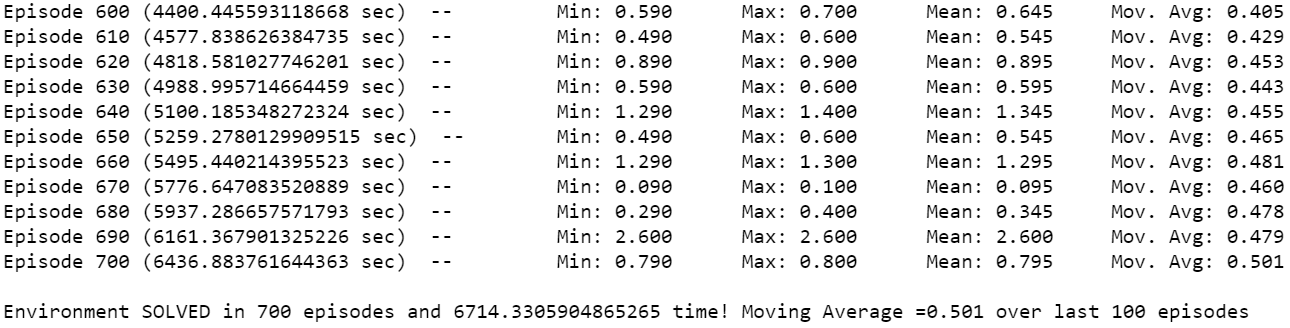 Episode 600 (4400.445593118668 sec)  --         Min: 0.590      Max: 0.700      Mean: 0.645     Mov. Avg: 0.405
Episode 610 (4577.838626384735 sec)  --         Min: 0.490      Max: 0.600      Mean: 0.545     Mov. Avg: 0.429
Episode 620 (4818.581027746201 sec)  --         Min: 0.890      Max: 0.900      Mean: 0.895     Mov. Avg: 0.453
Episode 630 (4988.995714664459 sec)  --         Min: 0.590      Max: 0.600      Mean: 0.595     Mov. Avg: 0.443
Episode 640 (5100.185348272324 sec)  --         Min: 1.290      Max: 1.400      Mean: 1.345     Mov. Avg: 0.455
Episode 650 (5259.2780129909515 sec)  --        Min: 0.490      Max: 0.600      Mean: 0.545     Mov. Avg: 0.465
Episode 660 (5495.440214395523 sec)  --         Min: 1.290      Max: 1.300      Mean: 1.295     Mov. Avg: 0.481
Episode 670 (5776.647083520889 sec)  --         Min: 0.090      Max: 0.100      Mean: 0.095     Mov. Avg: 0.460
Episode 680 (5937.286657571793 sec)  --         Min: 0.290      Max: 0.400      Mean: 0.345     Mov. Avg: 0.478
Episode 690 (6161.367901325226 sec)  --         Min: 2.600      Max: 2.600      Mean: 2.600     Mov. Avg: 0.479
Episode 700 (6436.883761644363 sec)  --         Min: 0.790      Max: 0.800      Mean: 0.795     Mov. Avg: 0.501
Environment SOLVED in 700 episodes and 6714.3305904865265 time! Moving Average =0.501 over last 100 episodes